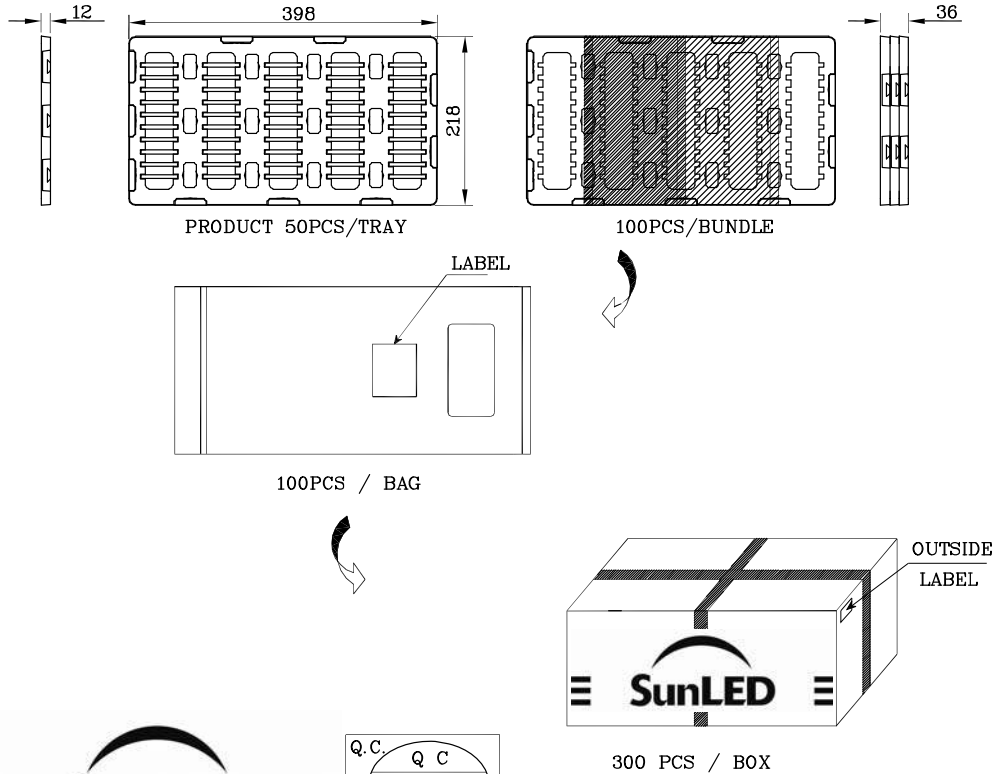 12
398
218
36
PRODUCT 50PCS/TRAY
100PCS/BUNDLE
LABEL
100PCS / BAG
OUTSIDE
LABEL
SunLED
300 PCS / BOX
Q.C.
Q C